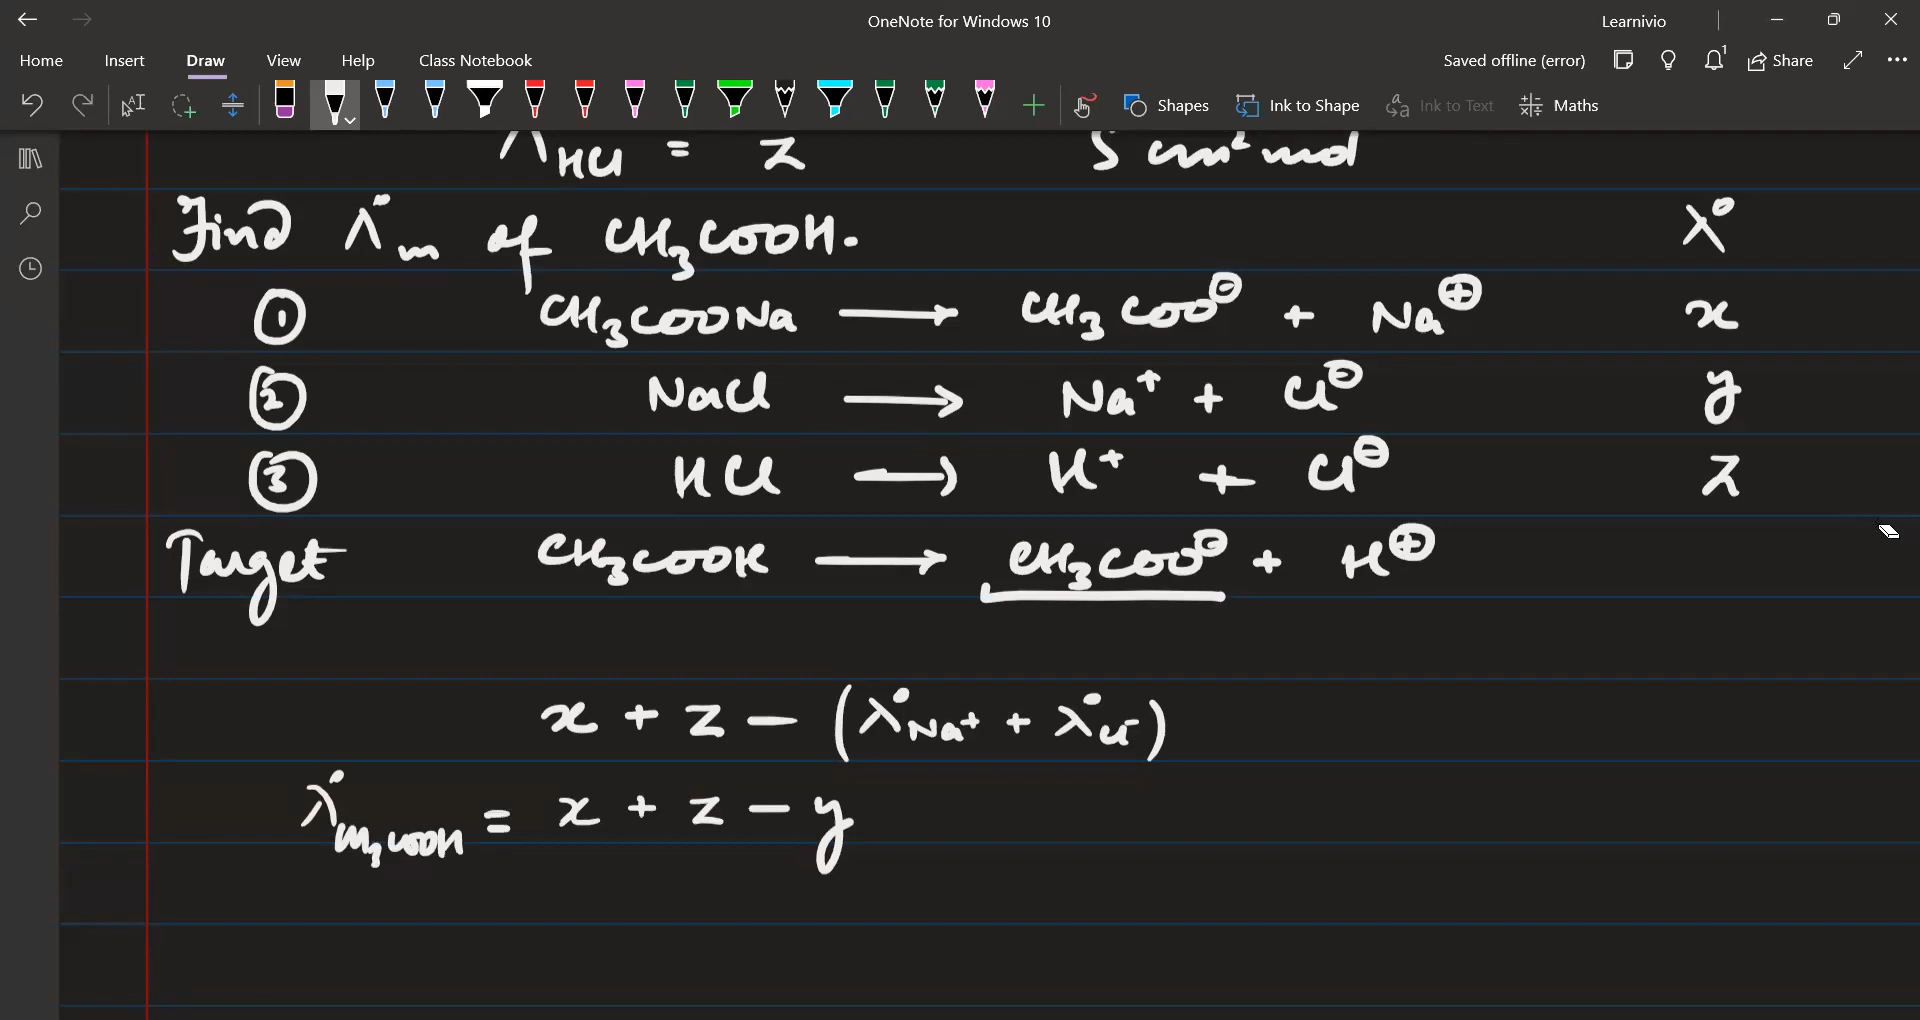 OneNote for Windows 10 Learnivio
Home Insert Draw View Help Class Notebook Saved offline (error) 1 Share
Shapes Ink to Shape Ink to Text Maths
Λ HCl = z S cm² mol
Find Λ°m of CH₃COOH. λ°
① CH₃COONa ⟶ CH₃COO⊖ + Na⊕ x
② NaCl ⟶ Na⁺ + Cl⊖ y
③ HCl ⟶ H⁺ + Cl⊖ z
Target CH₃COOH ⟶ CH₃COO⊖ + H⊕
x + z − (λ°Na⁺ + λ°Cl⁻)
λ°CH₃COOH = x + z − y